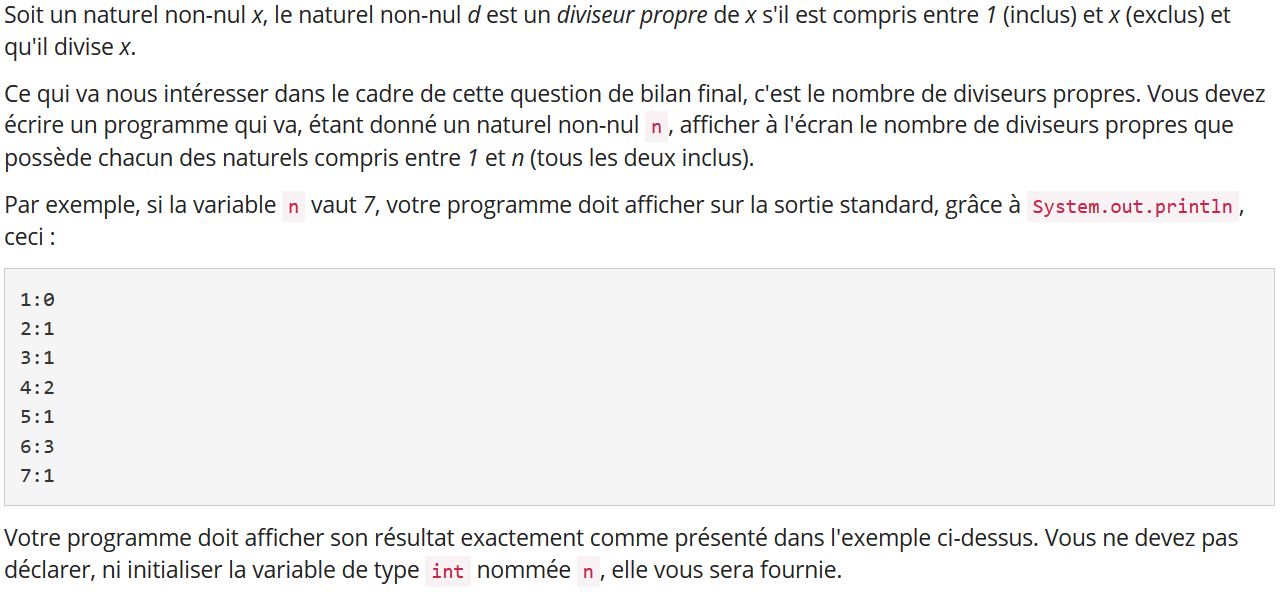 Soit un naturel non-nul x, le naturel non-nul d est un diviseur propre de x s'il est compris entre 1 (inclus) et x (exclus) et
qu'il divise x.
Ce qui va nous intéresser dans le cadre de cette question de bilan final, c'est le nombre de diviseurs propres. Vous devez
écrire un programme qui va, étant donné un naturel non-nul n, afficher à l'écran le nombre de diviseurs propres que
possède chacun des naturels compris entre 1 et n (tous les deux inclus).
Par exemple, si la variable n vaut 7, votre programme doit afficher sur la sortie standard, grâce à System.out.println,
ceci :
1:0
2:1
3:1
4:2
5:1
6:3
7:1
Votre programme doit afficher son résultat exactement comme présenté dans l'exemple ci-dessus. Vous ne devez pas
déclarer, ni initialiser la variable de type int nommée n, elle vous sera fournie.